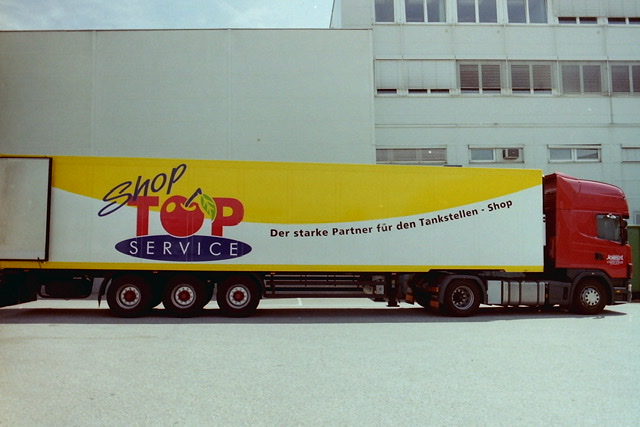 Shop
TOP
SERVICE
Der starke Partner für den Tankstellen - Shop